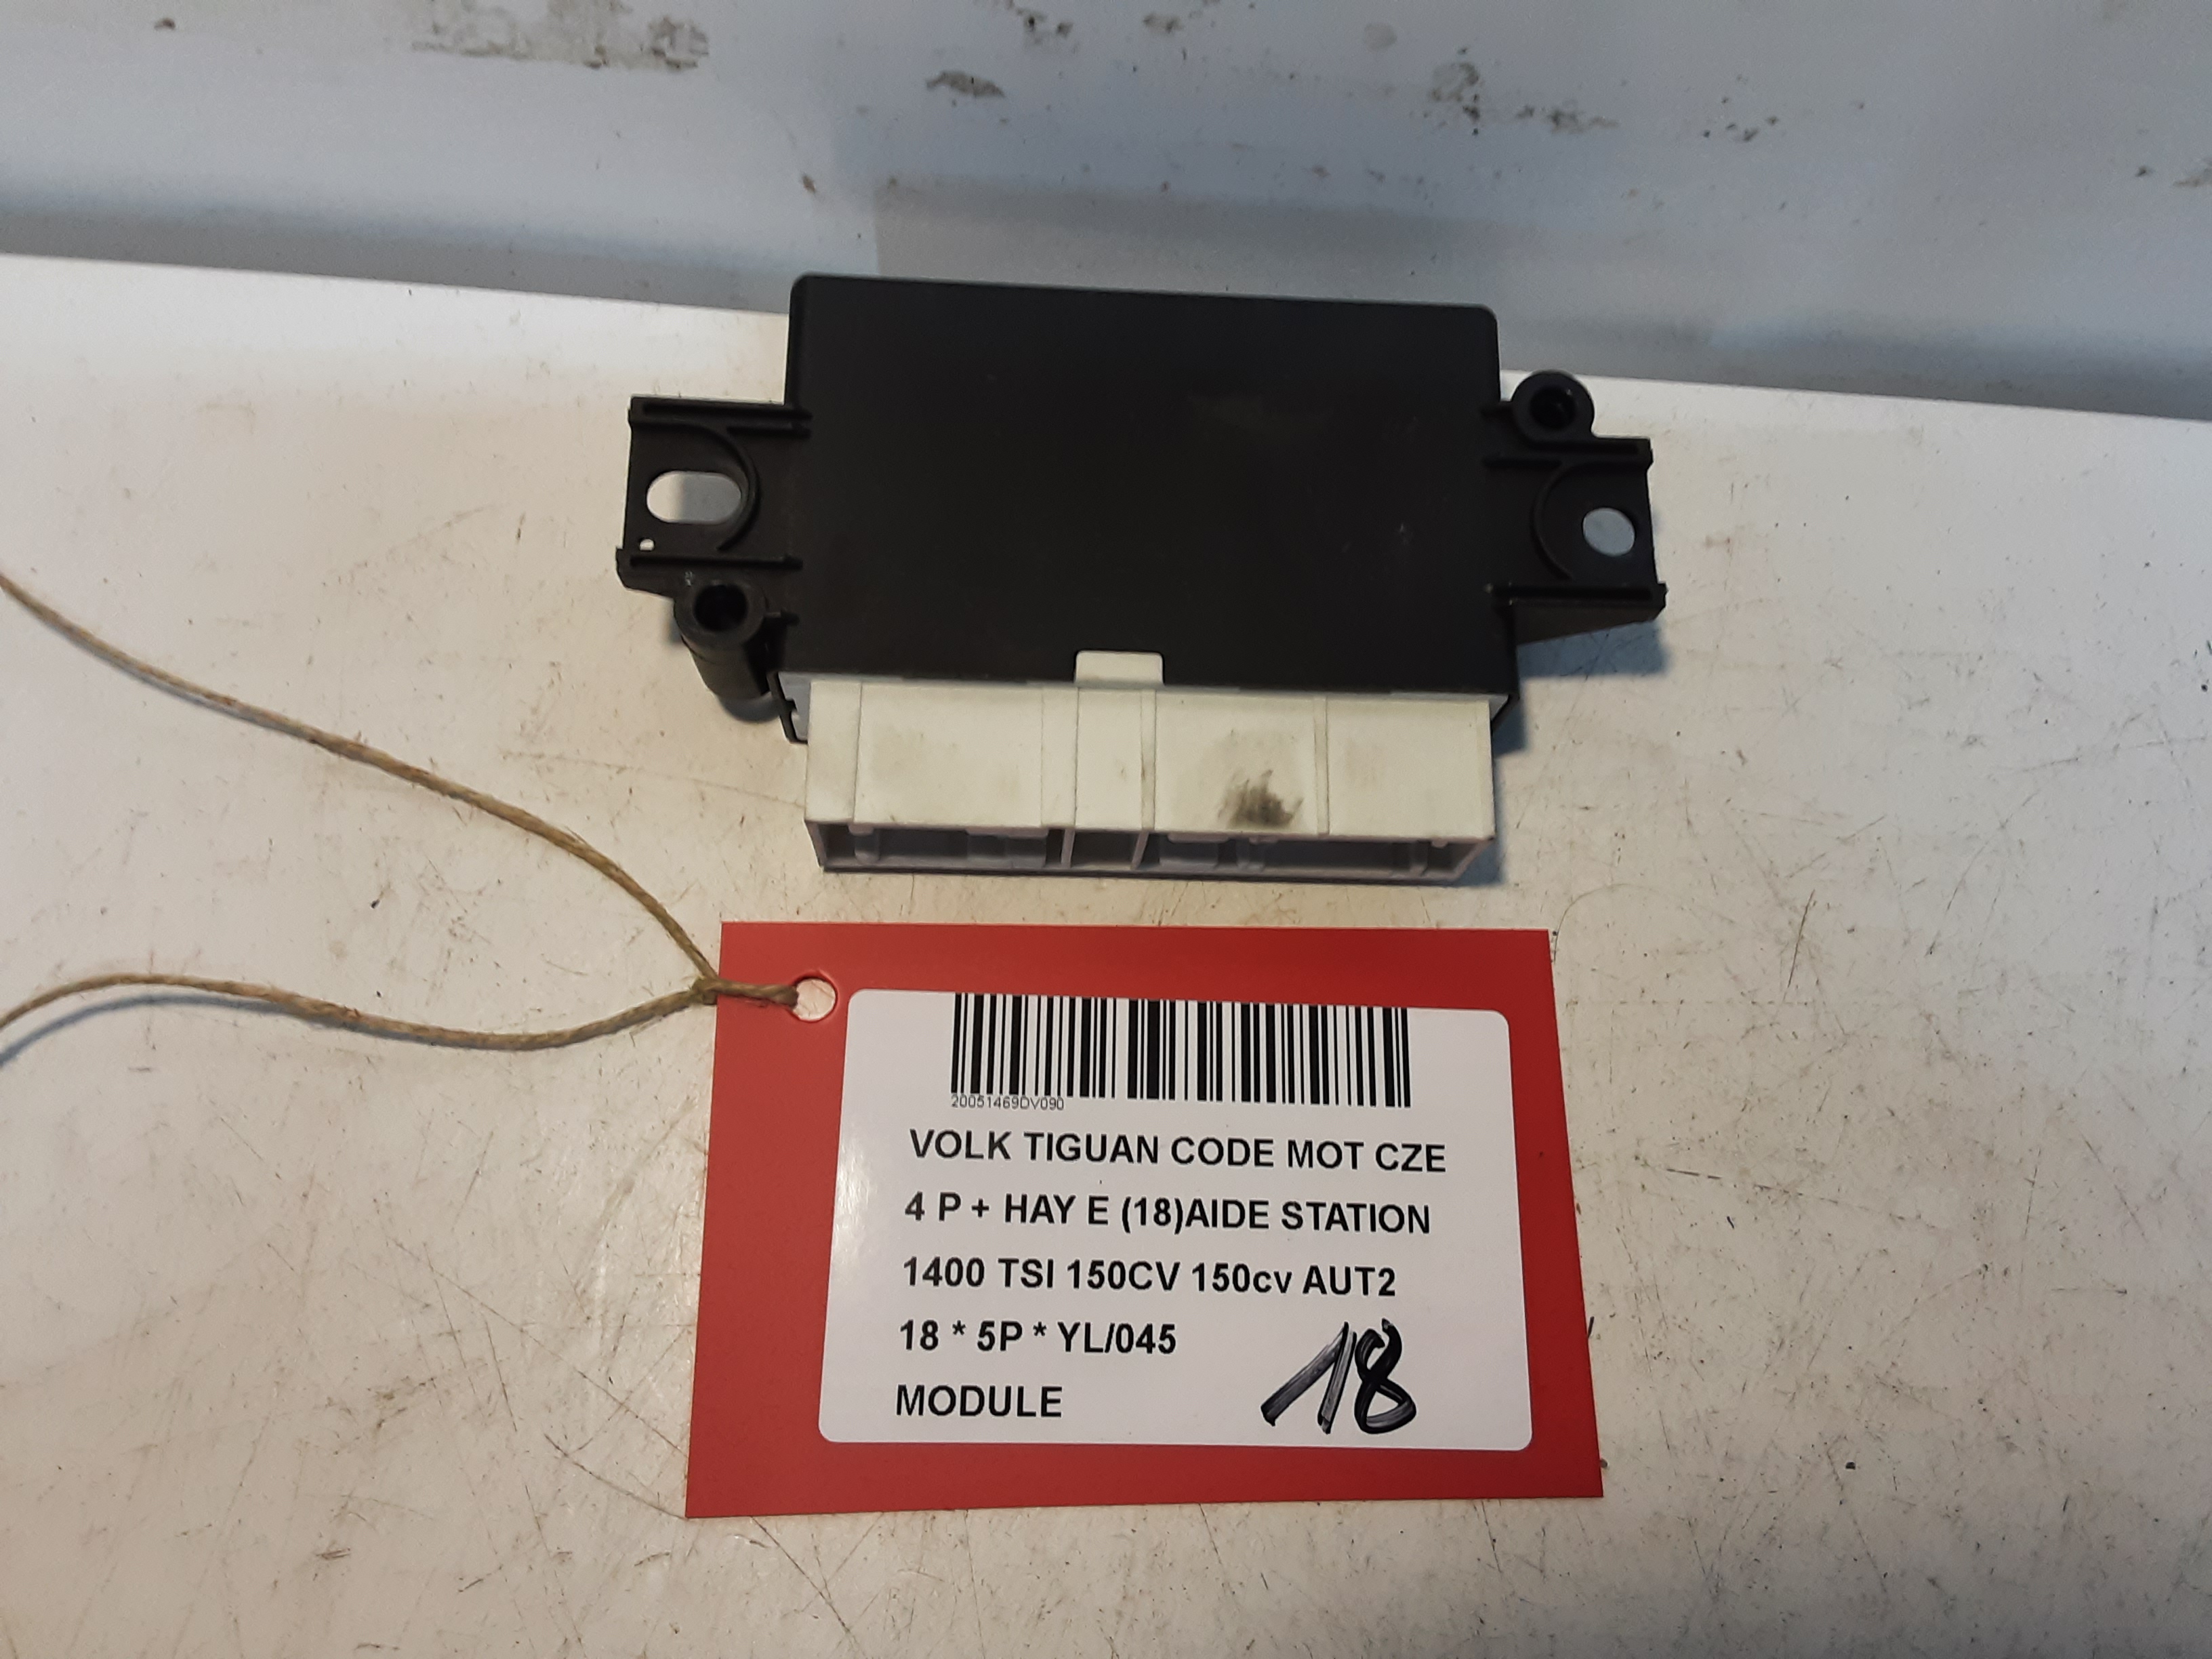 20051469DV090
VOLK TIGUAN CODE MOT CZE
4 P + HAY E (18)AIDE STATION
1400 TSI 150CV 150cv AUT2
18 * 5P * YL/045
MODULE 18